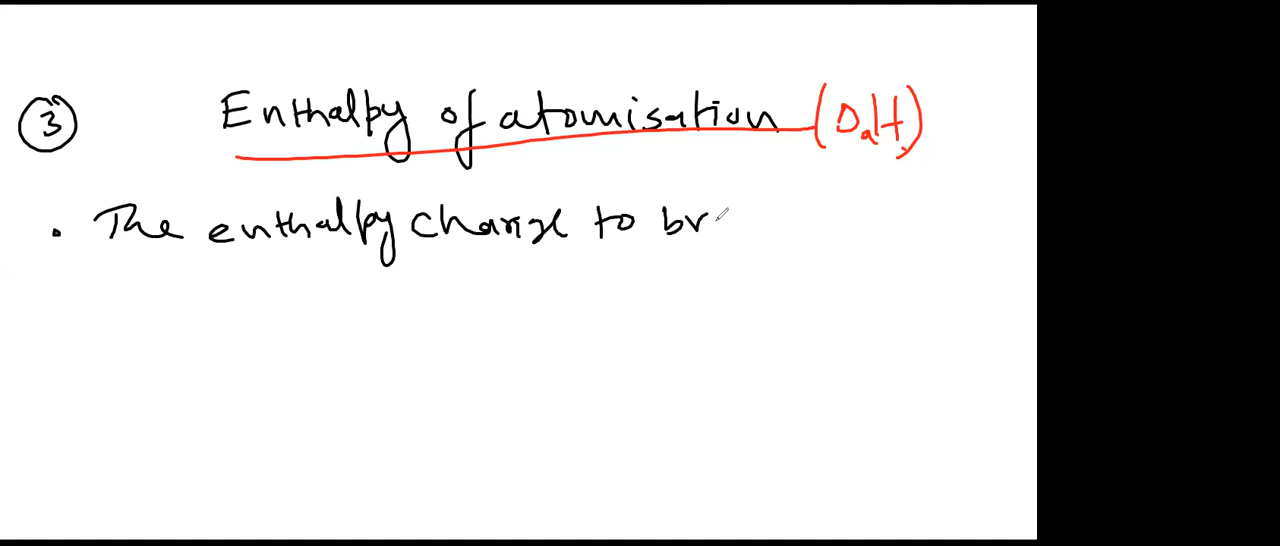 3 Enthalpy of atomisation (ΔaH)
. The enthalpy change to br